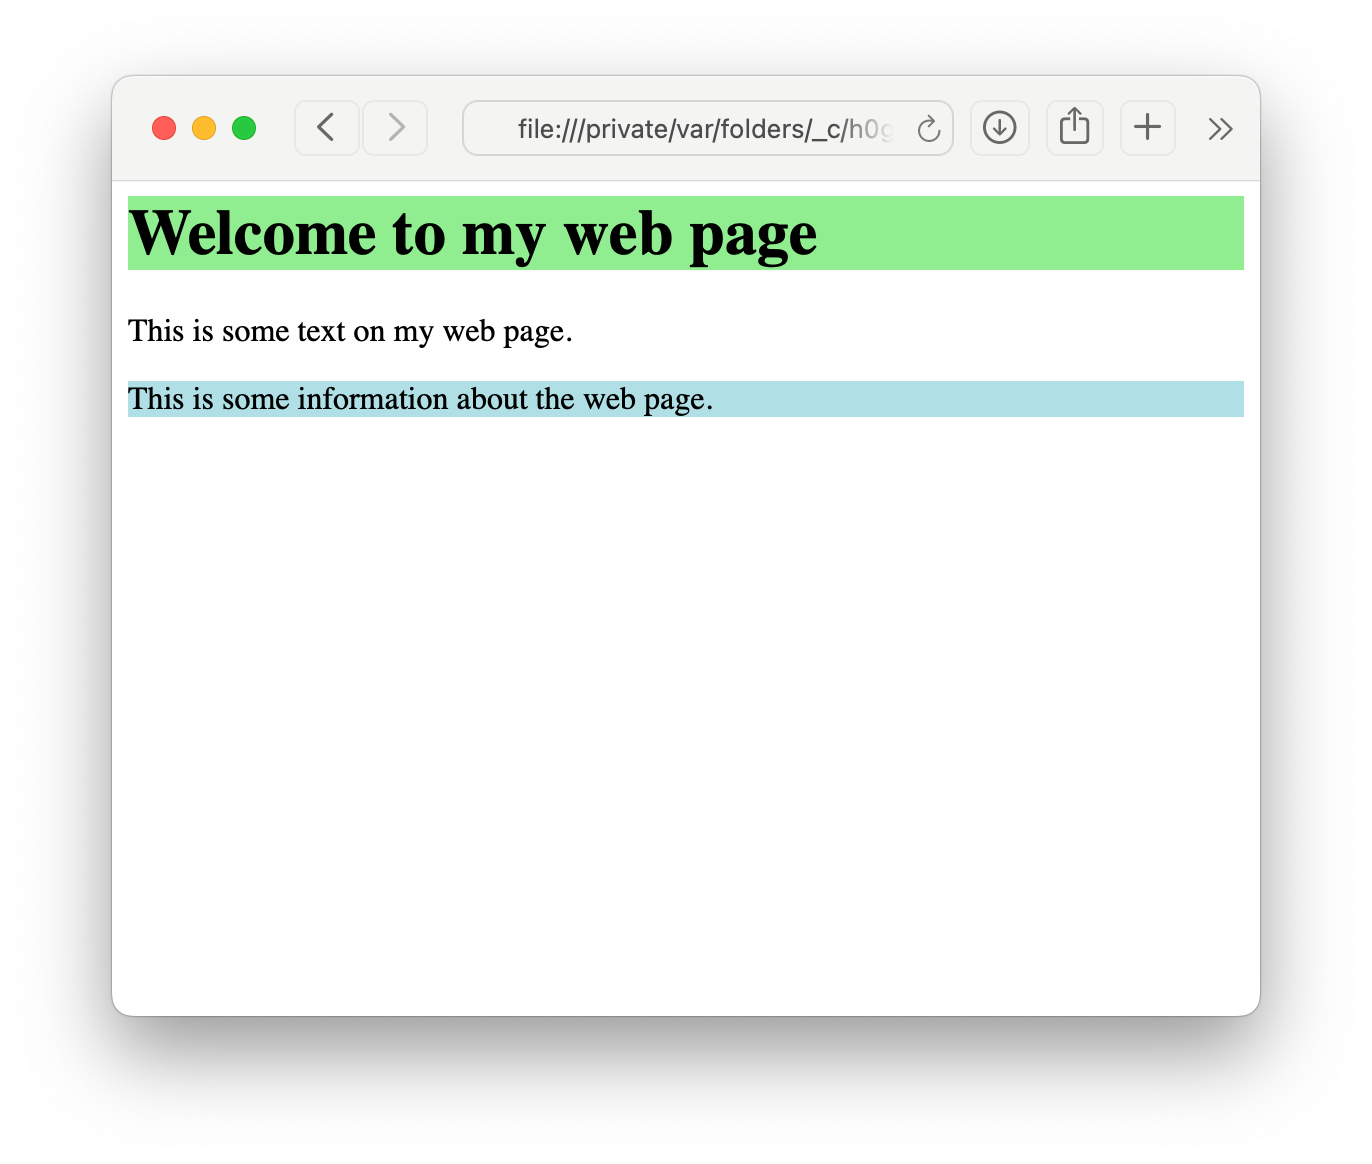 file:///private/var/folders/_c/h0g
Welcome to my web page
This is some text on my web page.
This is some information about the web page.